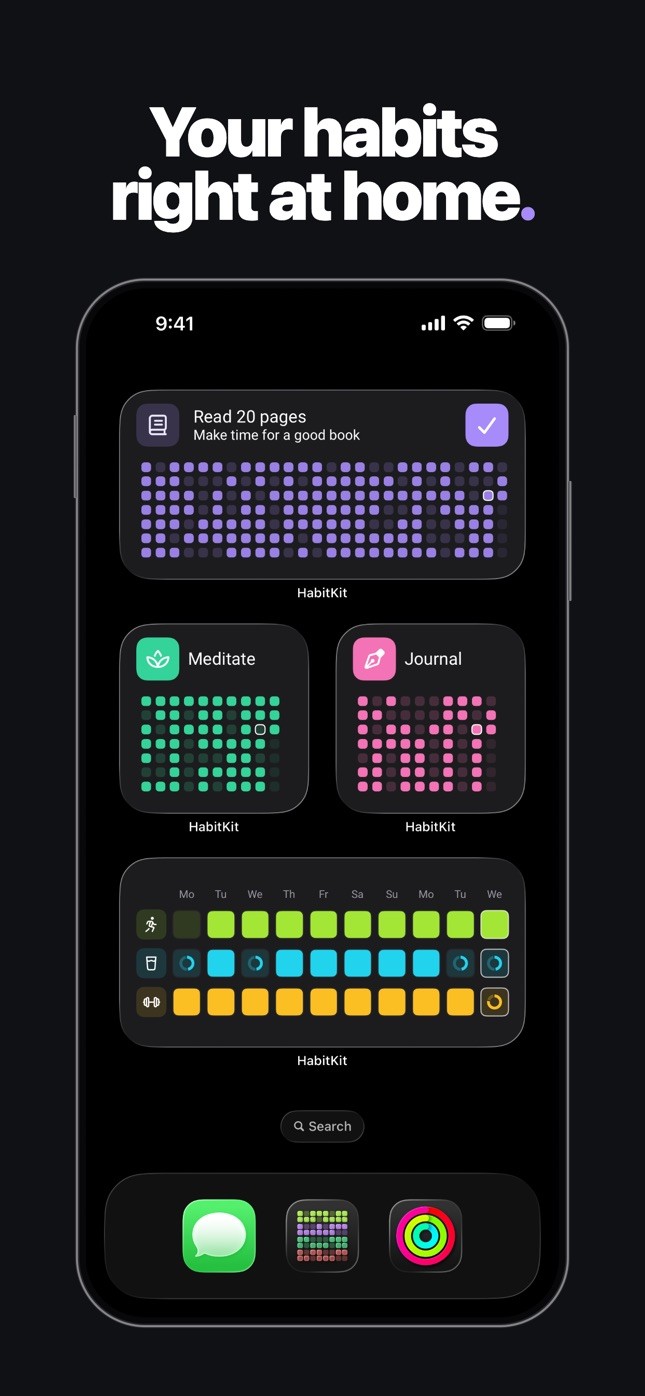 Your habits
right at home.
9:41
Read 20 pages
Make time for a good book
HabitKit
Meditate
Journal
HabitKit
HabitKit
Mo Tu We Th Fr Sa Su Mo Tu We
HabitKit
Search